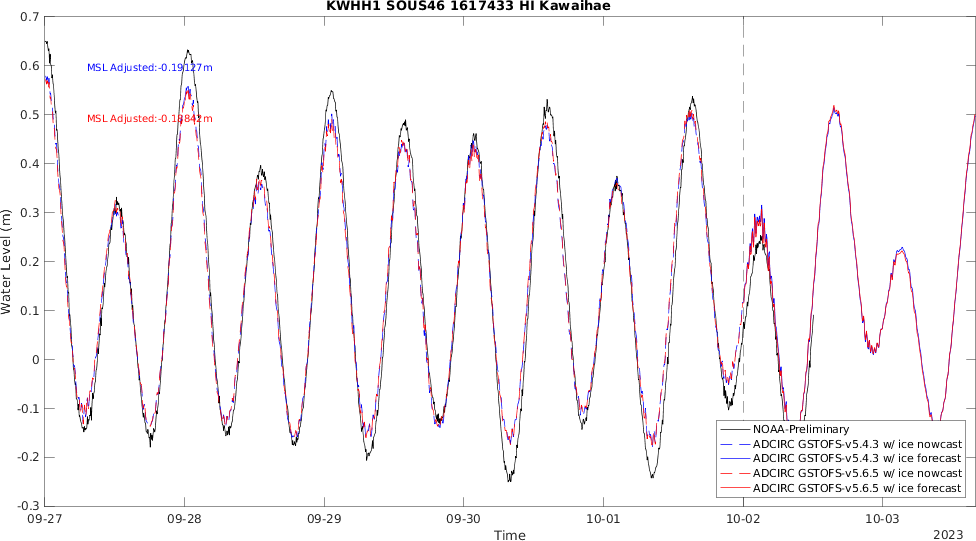 KWHH1 SOUS46 1617433 HI Kawaihae
0.7
0.6
0.5
0.4
0.3
0.2
0.1
0
-0.1
-0.2
-0.3
Water Level (m)
MSL Adjusted:-0.19127m
MSL Adjusted:-0.18842m
NOAA-Preliminary
ADCIRC GSTOFS-v5.4.3 w/ ice nowcast
ADCIRC GSTOFS-v5.4.3 w/ ice forecast
ADCIRC GSTOFS-v5.6.5 w/ ice nowcast
ADCIRC GSTOFS-v5.6.5 w/ ice forecast
09-27 09-28 09-29 09-30 10-01 10-02 10-03
Time
2023